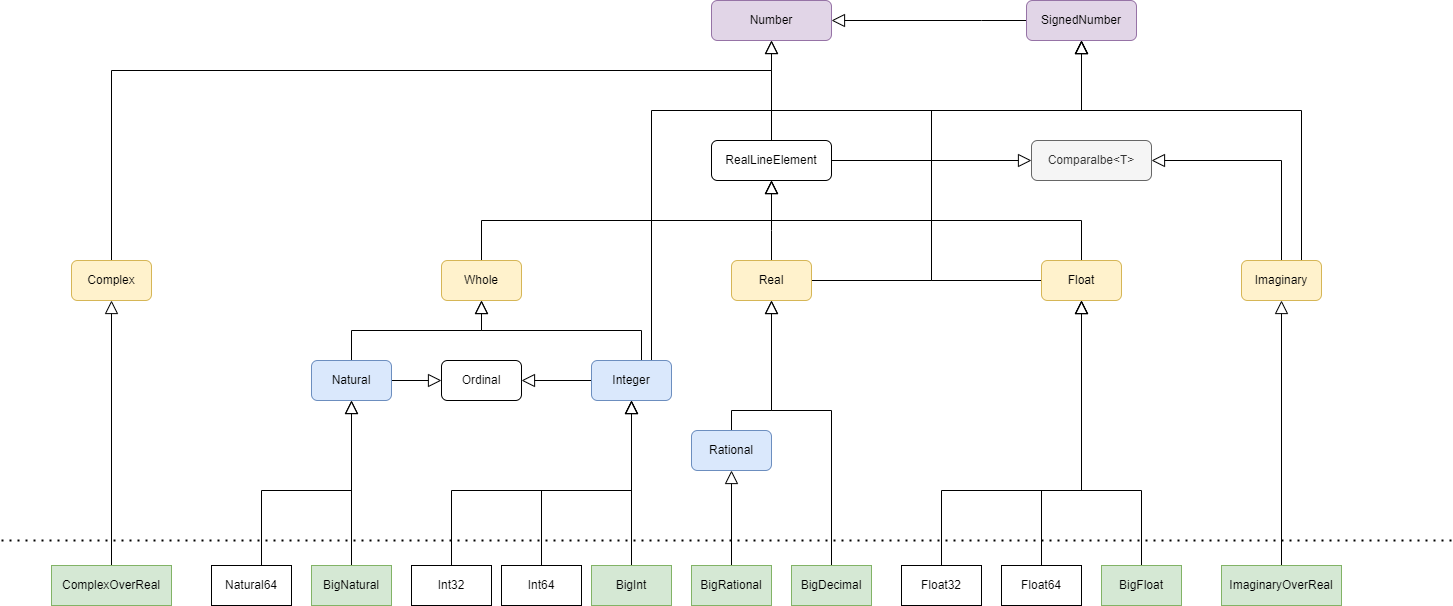 Number
SignedNumber
RealLineElement
Comparalbe<T>
Complex
Whole
Real
Float
Imaginary
Natural
Ordinal
Integer
Rational
ComplexOverReal
Natural64
BigNatural
Int32
Int64
BigInt
BigRational
BigDecimal
Float32
Float64
BigFloat
ImaginaryOverReal